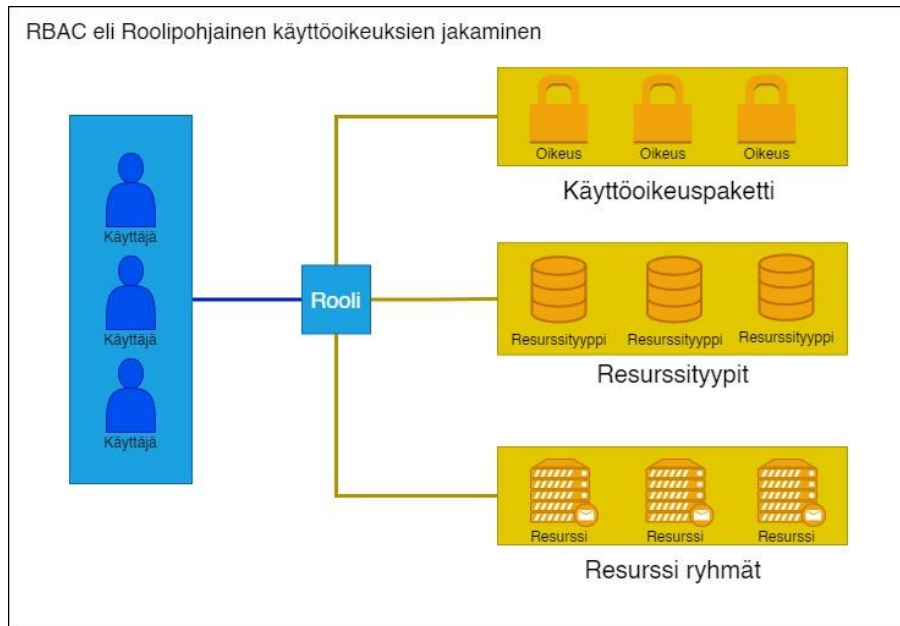 RBAC eli Roolipohjainen käyttöoikeuksien jakaminen
Käyttäjä
Käyttäjä
Käyttäjä
Rooli
Oikeus Oikeus Oikeus
Käyttöoikeuspaketti
Resurssityyppi Resurssityyppi Resurssityyppi
Resurssityypit
Resurssi Resurssi Resurssi
Resurssi ryhmät